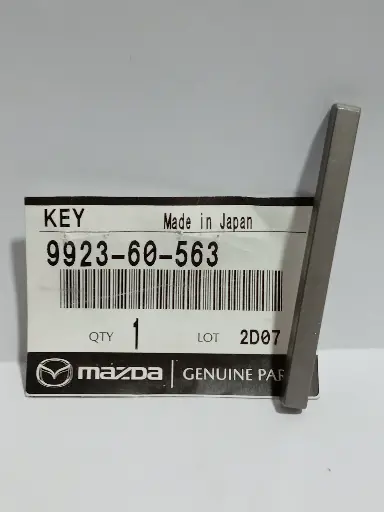 KEY Made in Japan
9923-60-563
QTY 1 LOT 2D07
mazda GENUINE PAR